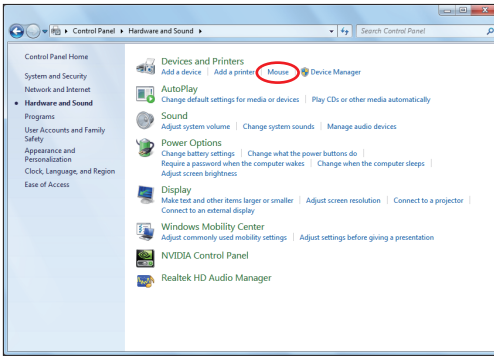 Control Panel ▸ Hardware and Sound ▸
Search Control Panel
Control Panel Home
System and Security
Network and Internet
Hardware and Sound
Programs
User Accounts and Family
Safety
Appearance and
Personalization
Clock, Language, and Region
Ease of Access
Devices and Printers
Add a device | Add a printer | Mouse | Device Manager
AutoPlay
Change default settings for media or devices | Play CDs or other media automatically
Sound
Adjust system volume | Change system sounds | Manage audio devices
Power Options
Change battery settings | Change what the power buttons do |
Require a password when the computer wakes | Change when the computer sleeps |
Adjust screen brightness
Display
Make text and other items larger or smaller | Adjust screen resolution | Connect to a projector |
Connect to an external display
Windows Mobility Center
Adjust commonly used mobility settings | Adjust settings before giving a presentation
NVIDIA Control Panel
Realtek HD Audio Manager